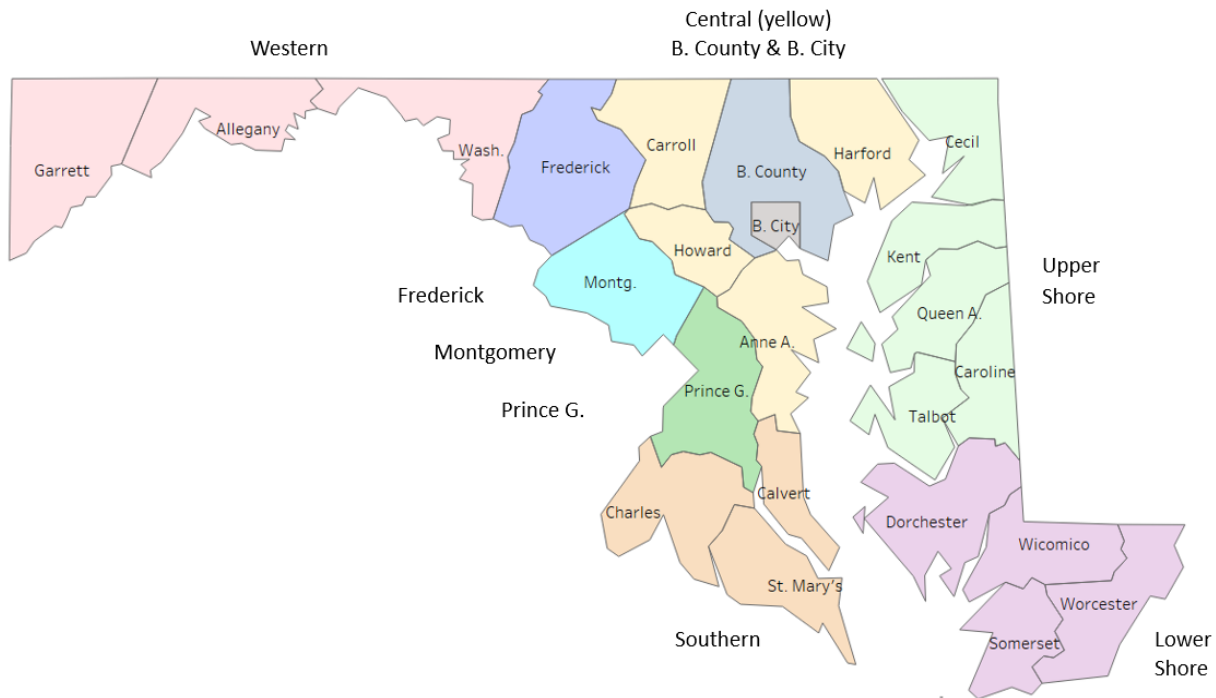 Central (yellow)
Western
B. County & B. City
Garrett
Allegany
Wash.
Frederick
Carroll
B. County
Harford
Cecil
B. City
Howard
Kent
Upper
Shore
Montg.
Frederick
Queen A.
Montgomery
Anne A.
Caroline
Prince G.
Prince G.
Talbot
Calvert
Charles
Dorchester
Wicomico
St. Mary's
Worcester
Southern
Somerset
Lower
Shore